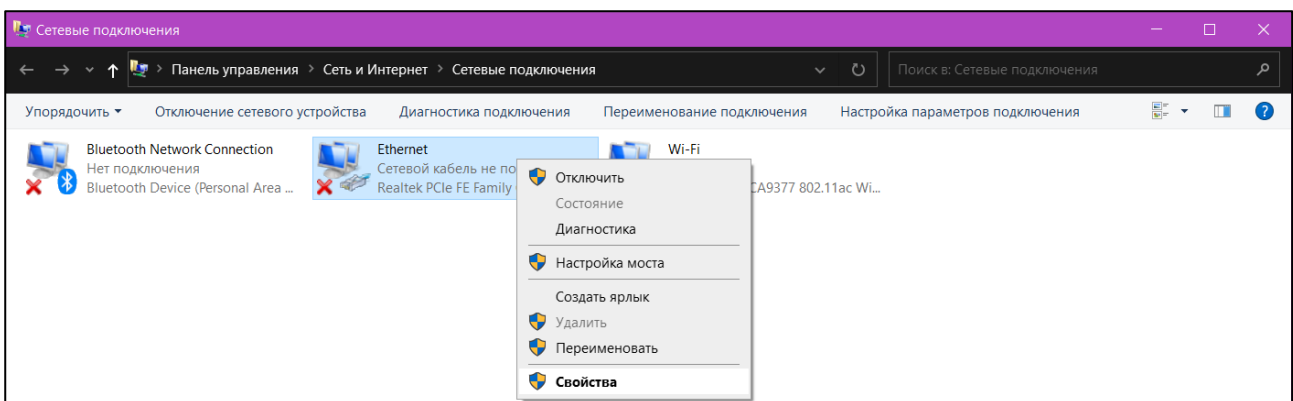 Сетевые подключения
Панель управления > Сеть и Интернет > Сетевые подключения
Поиск в: Сетевые подключения
Упорядочить Отключение сетевого устройства Диагностика подключения Переименование подключения Настройка параметров подключения
Bluetooth Network Connection
Нет подключения
Bluetooth Device (Personal Area ...
Ethernet
Сетевой кабель не по
Realtek PCIe FE Family
Wi-Fi
CA9377 802.11ac Wi...
Отключить
Состояние
Диагностика
Настройка моста
Создать ярлык
Удалить
Переименовать
Свойства